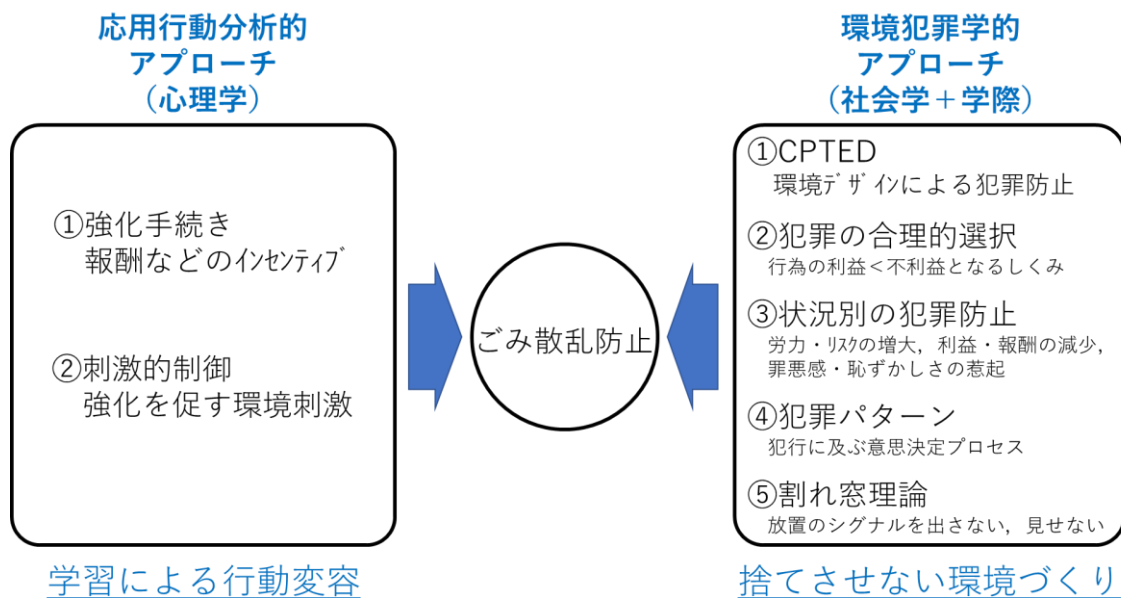 応用行動分析的
アプローチ
（心理学）
①強化手続き
報酬などのｲﾝｾﾝﾃｨﾌﾞ
②刺激的制御
強化を促す環境刺激
学習による行動変容
ごみ散乱防止
環境犯罪学的
アプローチ
（社会学＋学際）
①CPTED
環境ﾃﾞｻﾞｲﾝによる犯罪防止
②犯罪の合理的選択
行為の利益＜不利益となるしくみ
③状況別の犯罪防止
労力・ﾘｽｸの増大，利益・報酬の減少，
罪悪感・恥ずかしさの惹起
④犯罪パターン
犯行に及ぶ意思決定プロセス
⑤割れ窓理論
放置のシグナルを出さない，見せない
捨てさせない環境づくり